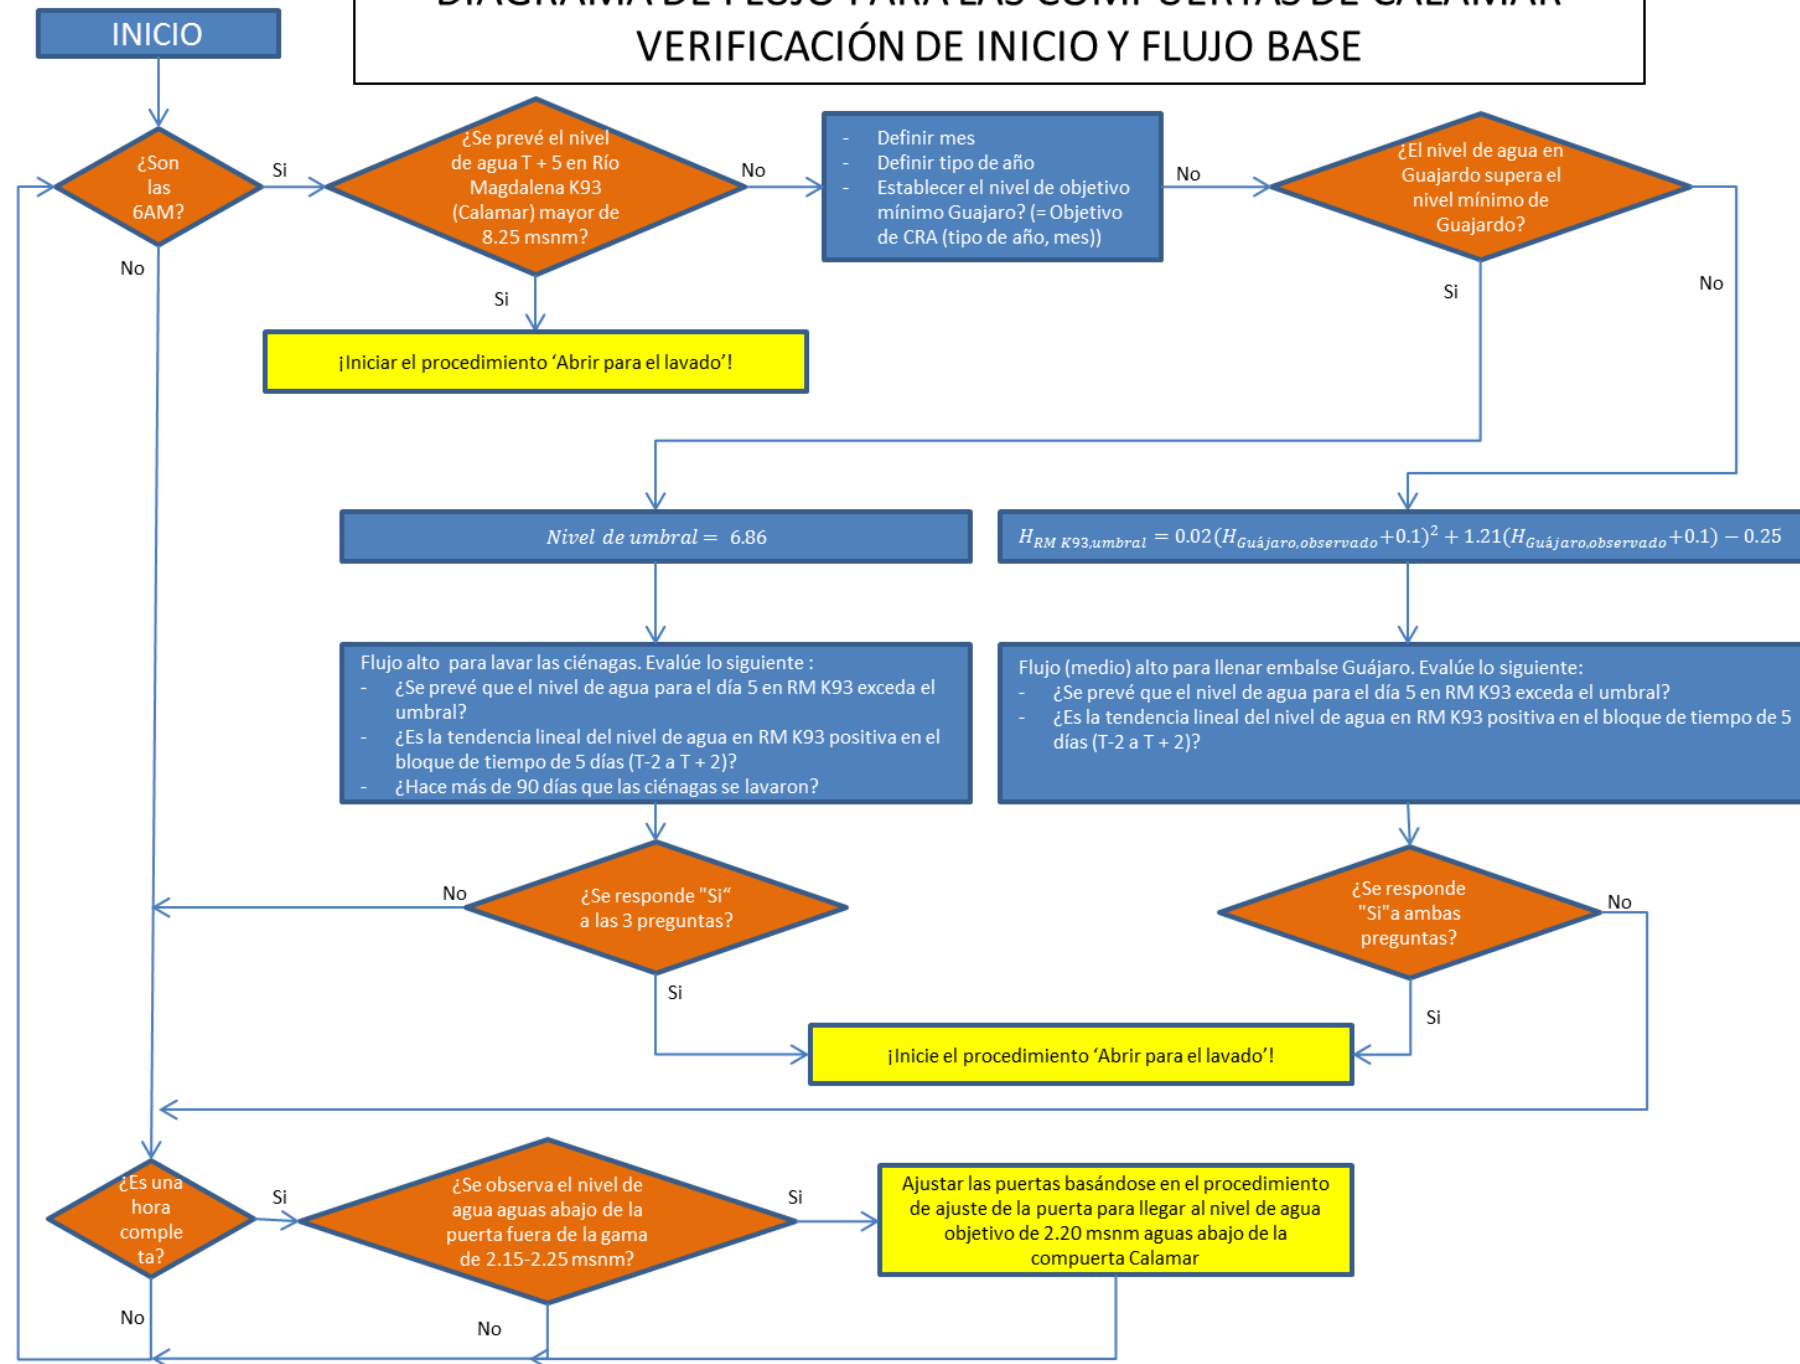 DIAGRAMA DE FLUJO PARA LAS COMPUERTAS DE CALAMAR
VERIFICACIÓN DE INICIO Y FLUJO BASE
INICIO
¿Son
las
6AM?
Si
No
¿Se prevé el nivel
de agua T + 5 en Río
Magdalena K93
(Calamar) mayor de
8.25 msnm?
No
Si
- Definir mes
- Definir tipo de año
- Establecer el nivel de objetivo
mínimo Guajaro? (= Objetivo
de CRA (tipo de año, mes))
No
¿El nivel de agua en
Guajardo supera el
nivel mínimo de
Guajardo?
Si
No
¡Iniciar el procedimiento ‘Abrir para el lavado’!
Nivel de umbral = 6.86
H_{RM K93,umbral} = 0.02(H_{Guájaro,observado}+0.1)² + 1.21(H_{Guájaro,observado}+0.1) − 0.25
Flujo alto para lavar las ciénagas. Evalúe lo siguiente :
- ¿Se prevé que el nivel de agua para el día 5 en RM K93 exceda el
umbral?
- ¿Es la tendencia lineal del nivel de agua en RM K93 positiva en el
bloque de tiempo de 5 días (T-2 a T + 2)?
- ¿Hace más de 90 días que las ciénagas se lavaron?
Flujo (medio) alto para llenar embalse Guájaro. Evalúe lo siguiente:
- ¿Se prevé que el nivel de agua para el día 5 en RM K93 exceda el umbral?
- ¿Es la tendencia lineal del nivel de agua en RM K93 positiva en el bloque de tiempo de 5
días (T-2 a T + 2)?
No
¿Se responde "Si“
a las 3 preguntas?
Si
¿Se responde
"Si"a ambas
preguntas?
No
Si
¡Inicie el procedimiento ‘Abrir para el lavado’!
¿Es una
hora
comple
ta?
Si
No
¿Se observa el nivel de
agua aguas abajo de la
puerta fuera de la gama
de 2.15-2.25 msnm?
Si
No
Ajustar las puertas basándose en el procedimiento
de ajuste de la puerta para llegar al nivel de agua
objetivo de 2.20 msnm aguas abajo de la
compuerta Calamar